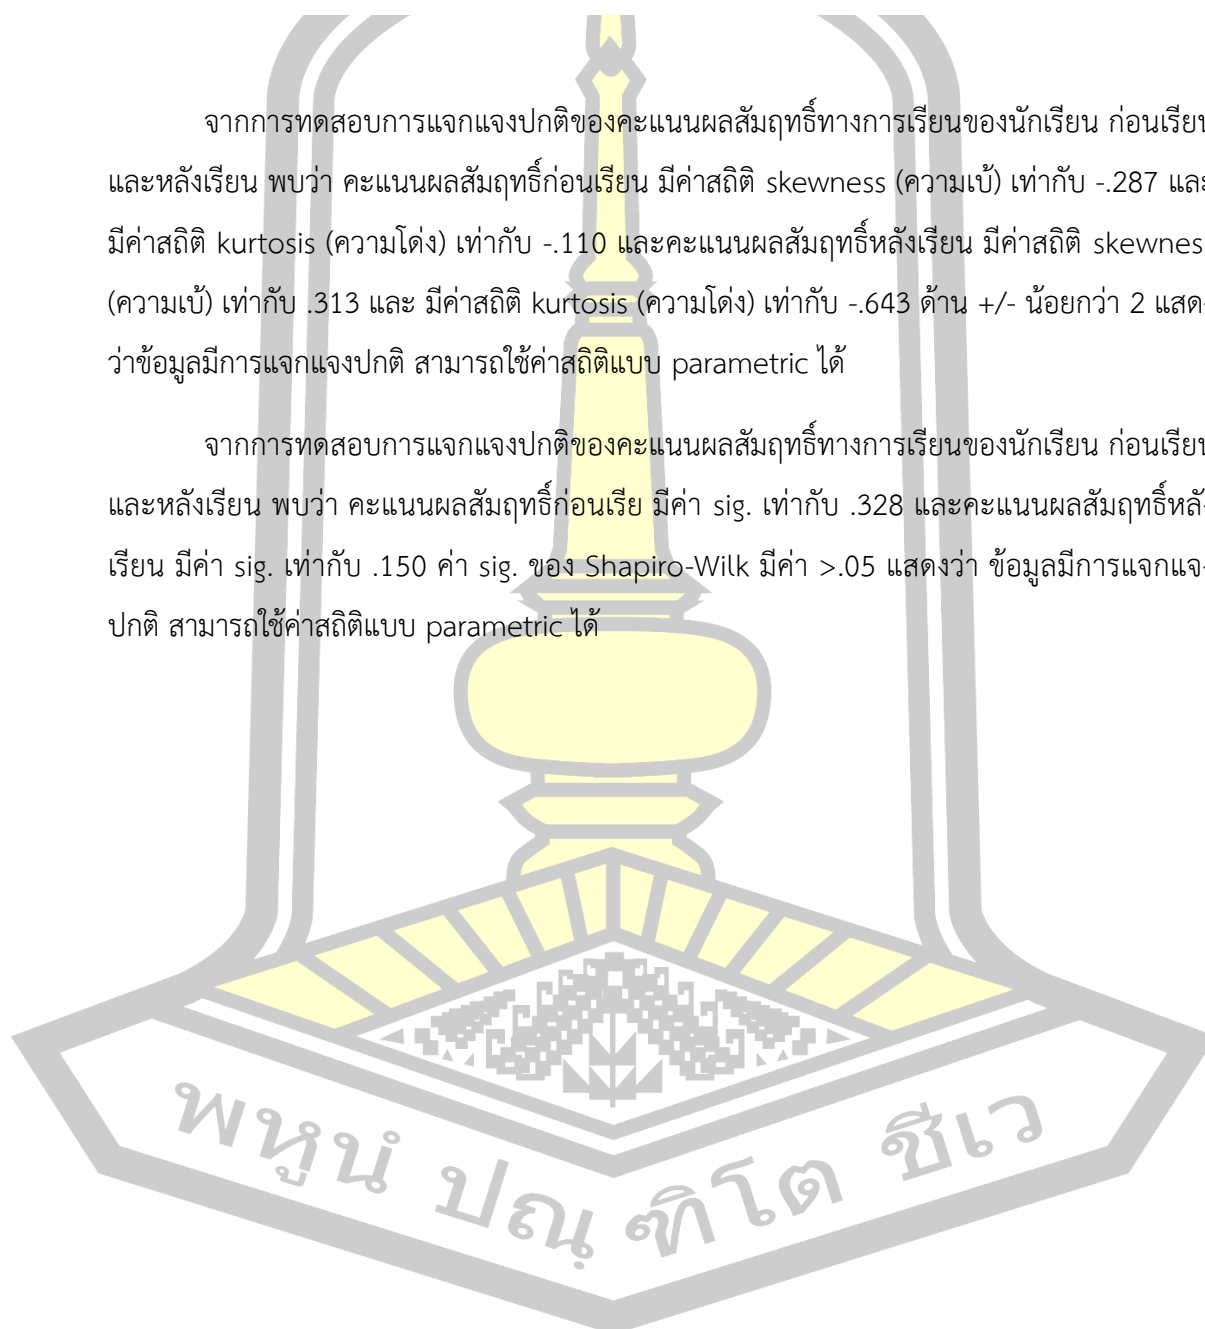 จากการทดสอบการแจกแจงปกติของคะแนนผลสัมฤทธิ์ทางการเรียนของนักเรียน ก่อนเรียน
และหลังเรียน พบว่า คะแนนผลสัมฤทธิ์ก่อนเรียน มีค่าสถิติ skewness (ความเบ้) เท่ากับ -.287 และ
มีค่าสถิติ kurtosis (ความโด่ง) เท่ากับ -.110 และคะแนนผลสัมฤทธิ์หลังเรียน มีค่าสถิติ skewness
(ความเบ้) เท่ากับ .313 และ มีค่าสถิติ kurtosis (ความโด่ง) เท่ากับ -.643 ด้าน +/- น้อยกว่า 2 แสดง
ว่าข้อมูลมีการแจกแจงปกติ สามารถใช้ค่าสถิติแบบ parametric ได้
จากการทดสอบการแจกแจงปกติของคะแนนผลสัมฤทธิ์ทางการเรียนของนักเรียน ก่อนเรียน
และหลังเรียน พบว่า คะแนนผลสัมฤทธิ์ก่อนเรีย มีค่า sig. เท่ากับ .328 และคะแนนผลสัมฤทธิ์หลัง
เรียน มีค่า sig. เท่ากับ .150 ค่า sig. ของ Shapiro-Wilk มีค่า >.05 แสดงว่า ข้อมูลมีการแจกแจง
ปกติ สามารถใช้ค่าสถิติแบบ parametric ได้
พหูนํ ปณฺฑิโต ชีเว